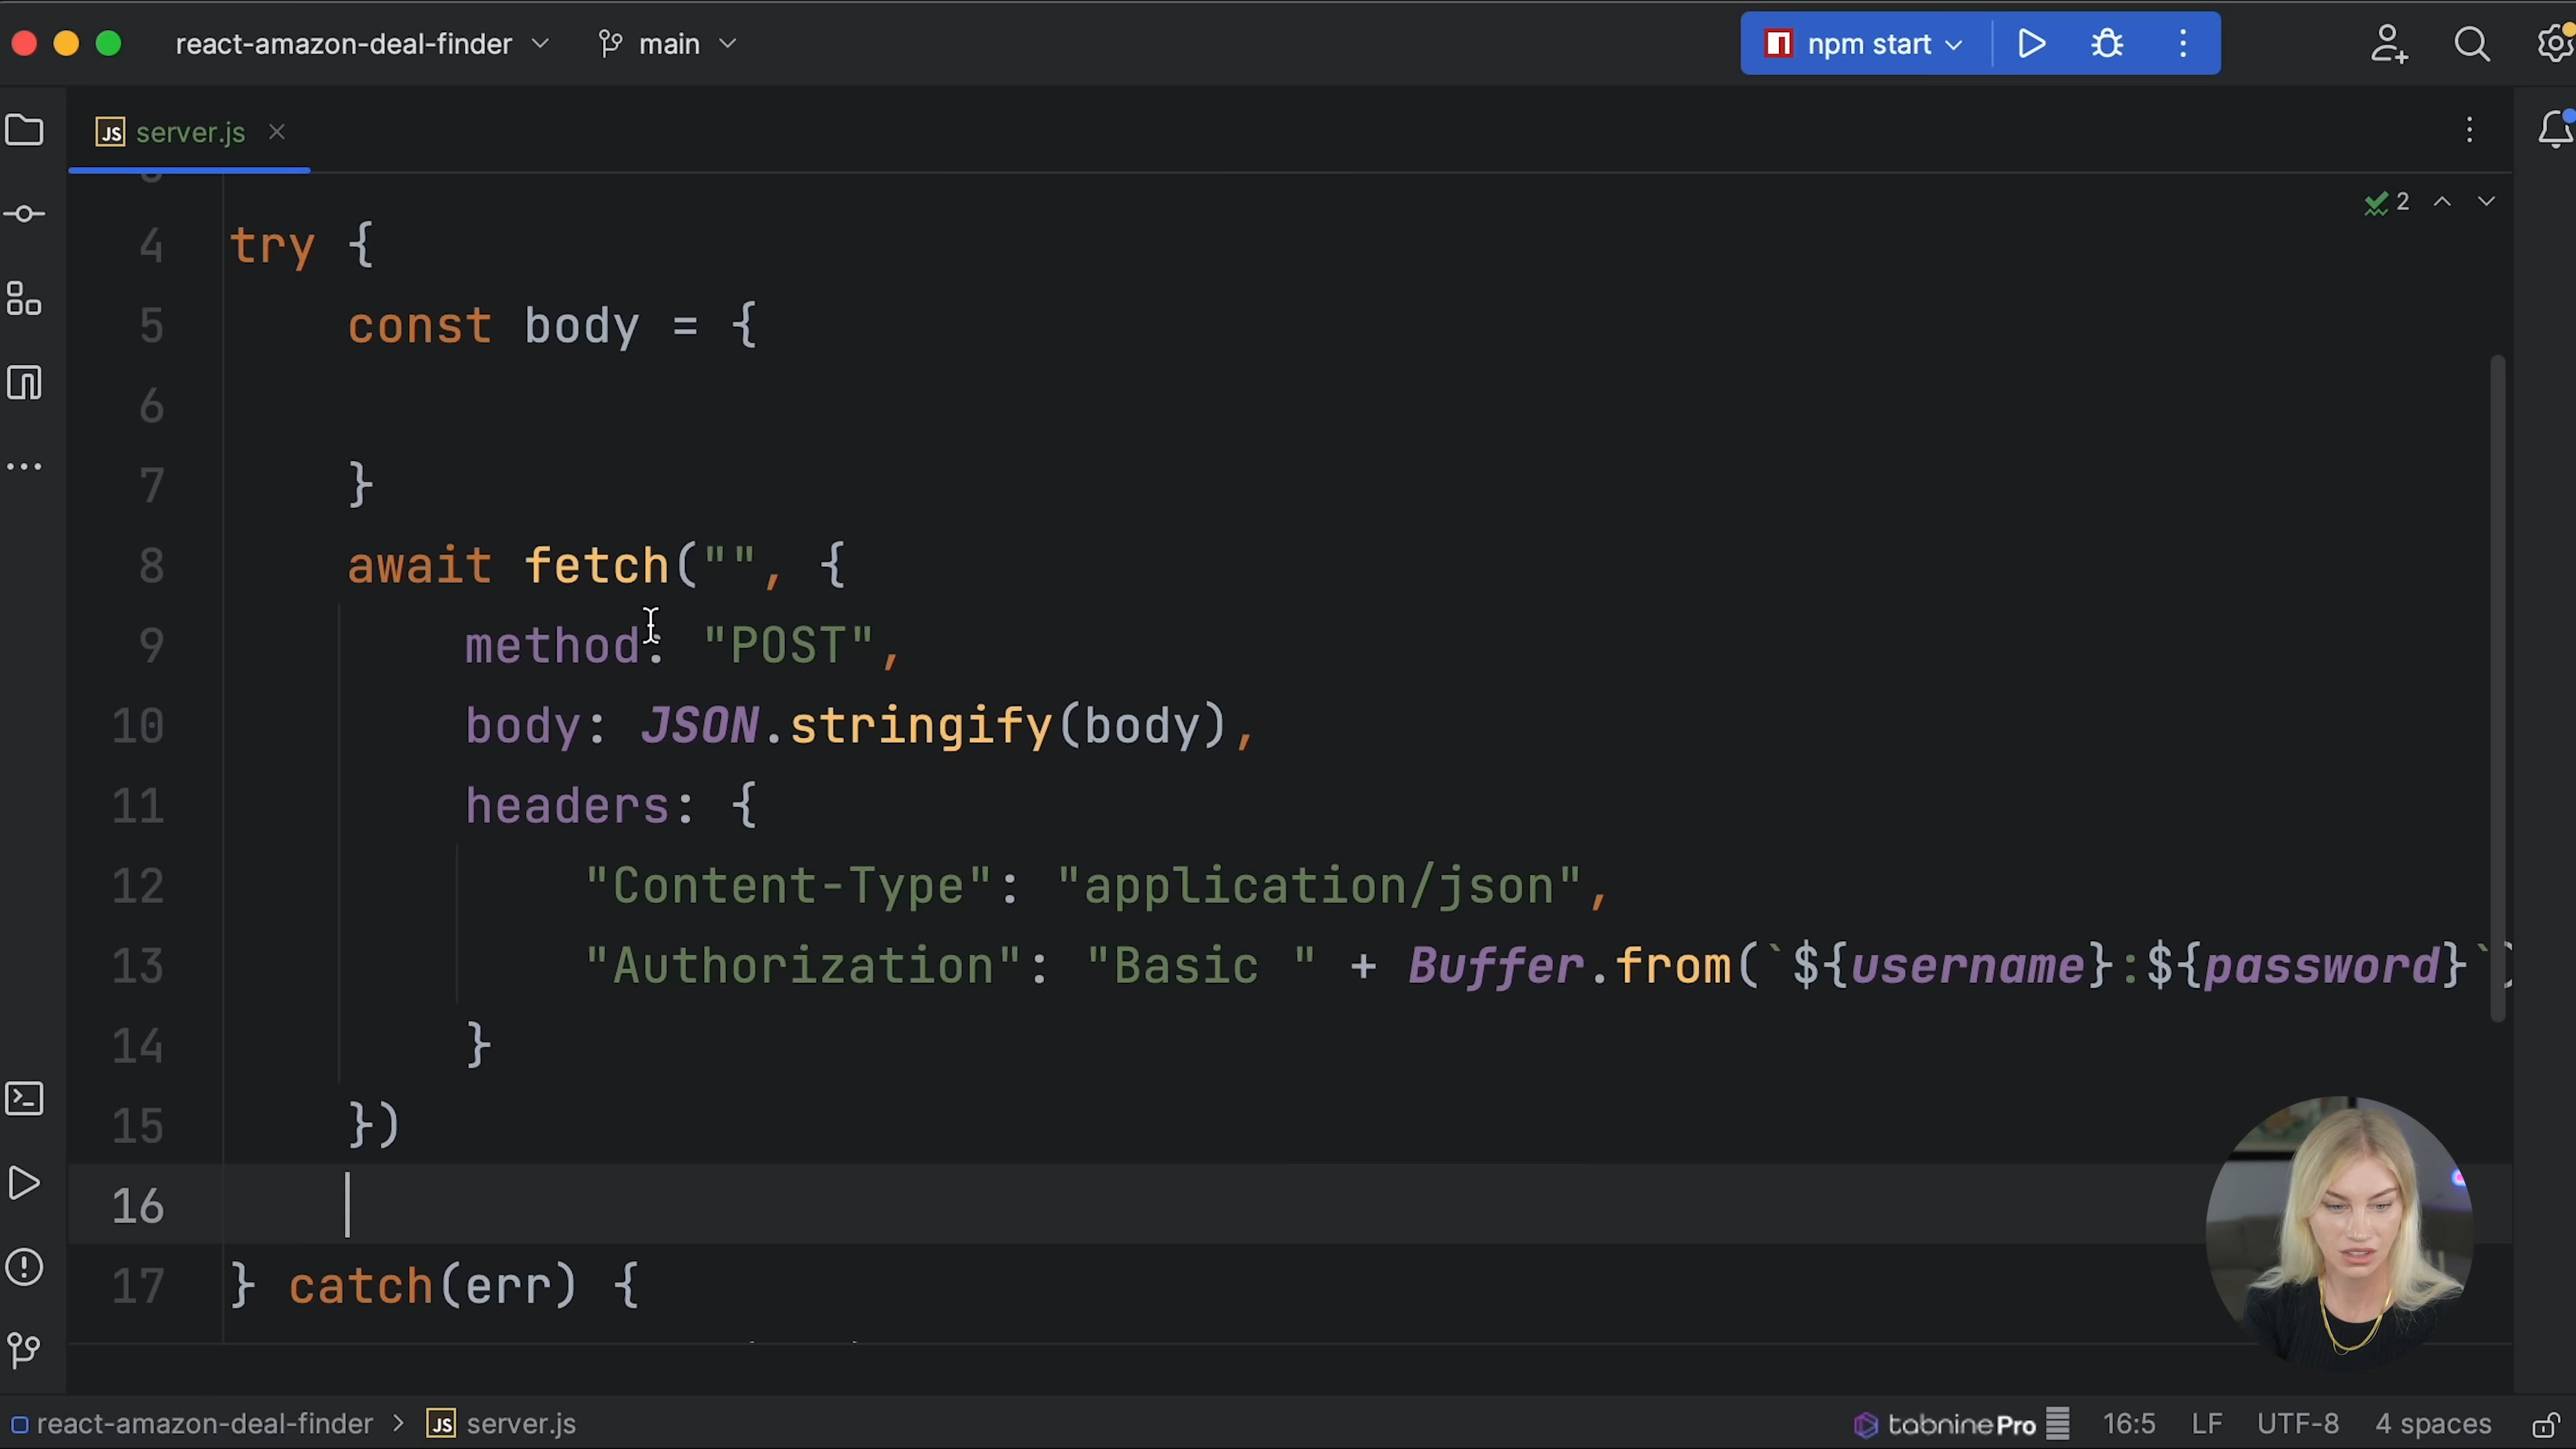 react-amazon-deal-finder main npm start
JS server.js
2
4 try {
5 const body = {
6
7 }
8 await fetch("", {
9 method: "POST",
10 body: JSON.stringify(body),
11 headers: {
12 "Content-Type": "application/json",
13 "Authorization": "Basic " + Buffer.from(`${username}:${password}`)
14 }
15 })
16
17 } catch(err) {
react-amazon-deal-finder > JS server.js tabnine Pro 16:5 LF UTF-8 4 spaces